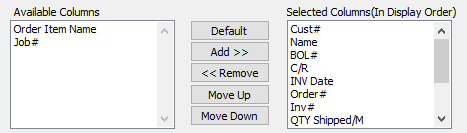 Available Columns
Order Item Name
Job#
Default
Add >>
<< Remove
Move Up
Move Down
Selected Columns(In Display Order)
Cust#
Name
BOL#
C/R
INV Date
Order#
Inv#
QTY Shipped/M